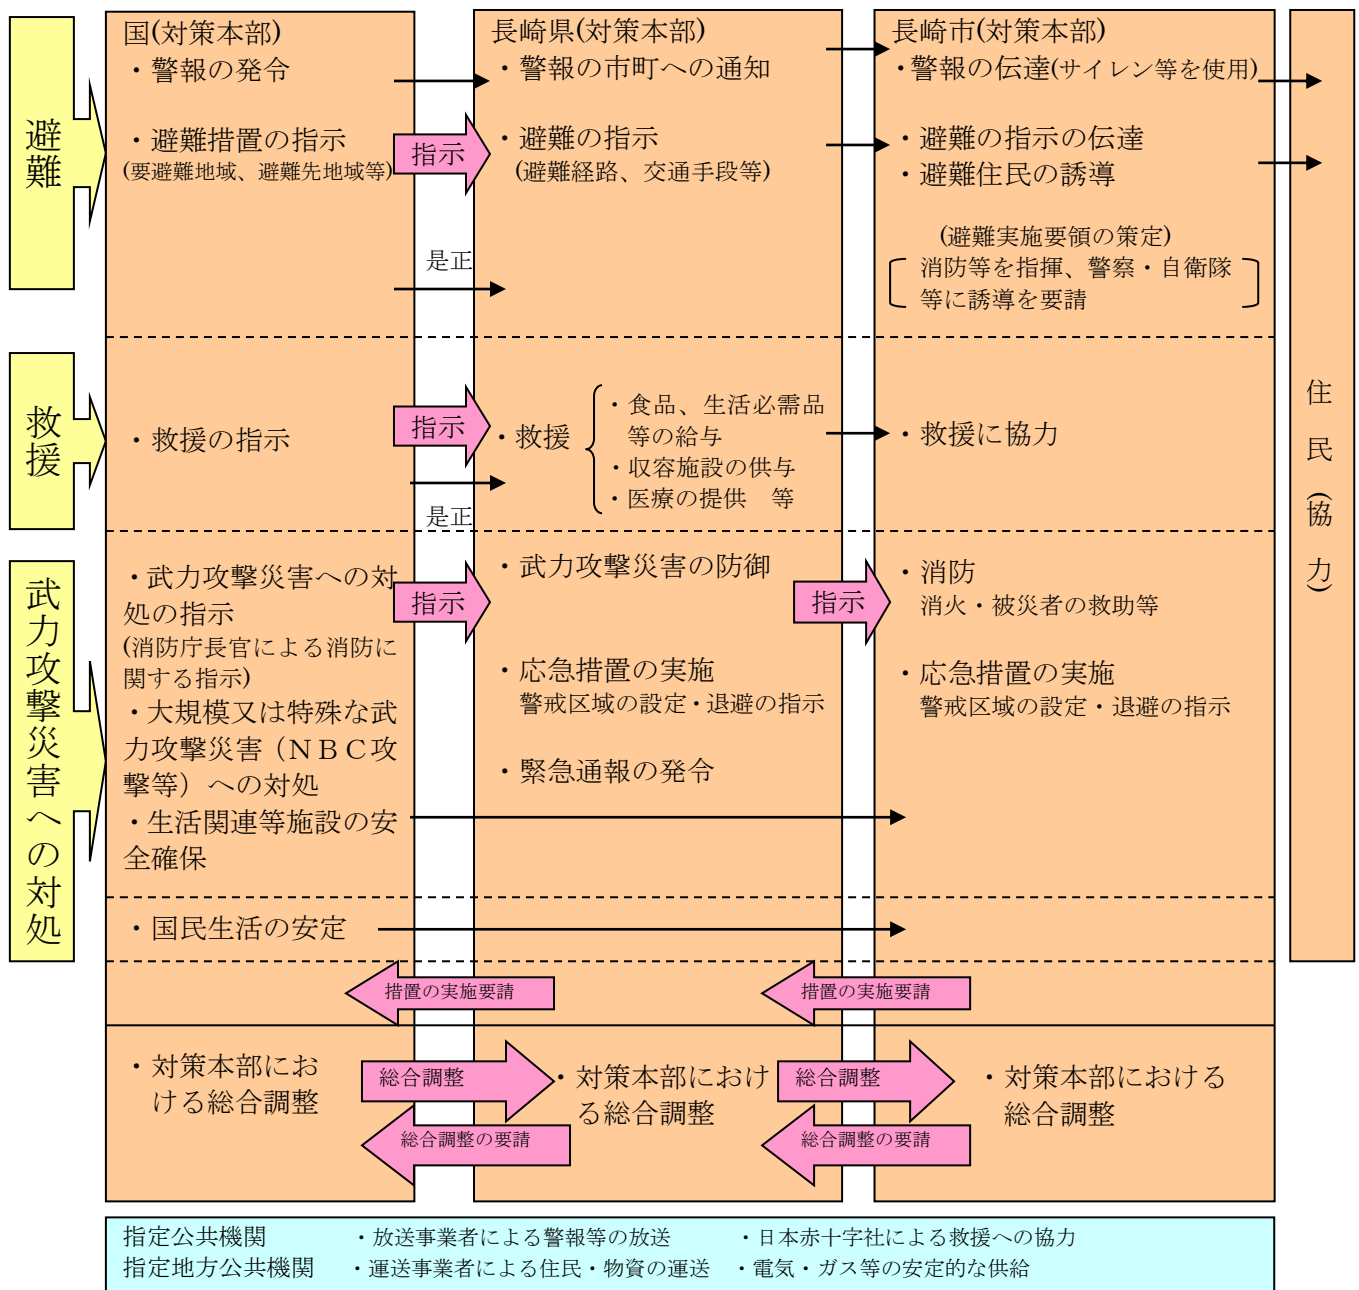 避難
国(対策本部)
・警報の発令
・避難措置の指示
(要避難地域、避難先地域等)
指示
是正
長崎県(対策本部)
・警報の市町への通知
・避難の指示
(避難経路、交通手段等)
長崎市(対策本部)
・警報の伝達(サイレン等を使用)
・避難の指示の伝達
・避難住民の誘導
(避難実施要領の策定)
消防等を指揮、警察・自衛隊
等に誘導を要請
住民(協力)
救援
・救援の指示
指示
是正
・救援
・食品、生活必需品
等の給与
・収容施設の供与
・医療の提供　等
・救援に協力
武力攻撃災害への対処
・武力攻撃災害への対
処の指示
(消防庁長官による消防に
関する指示)
・大規模又は特殊な武
力攻撃災害（ＮＢＣ攻
撃等）への対処
・生活関連等施設の安
全確保
指示
・武力攻撃災害の防御
・応急措置の実施
警戒区域の設定・退避の指示
・緊急通報の発令
指示
・消防
消火・被災者の救助等
・応急措置の実施
警戒区域の設定・退避の指示
・国民生活の安定
措置の実施要請
措置の実施要請
・対策本部にお
ける総合調整
総合調整
総合調整の要請
・対策本部におけ
る総合調整
総合調整
総合調整の要請
・対策本部における
総合調整
指定公共機関　・放送事業者による警報等の放送　・日本赤十字社による救援への協力
指定地方公共機関　・運送事業者による住民・物資の運送　・電気・ガス等の安定的な供給